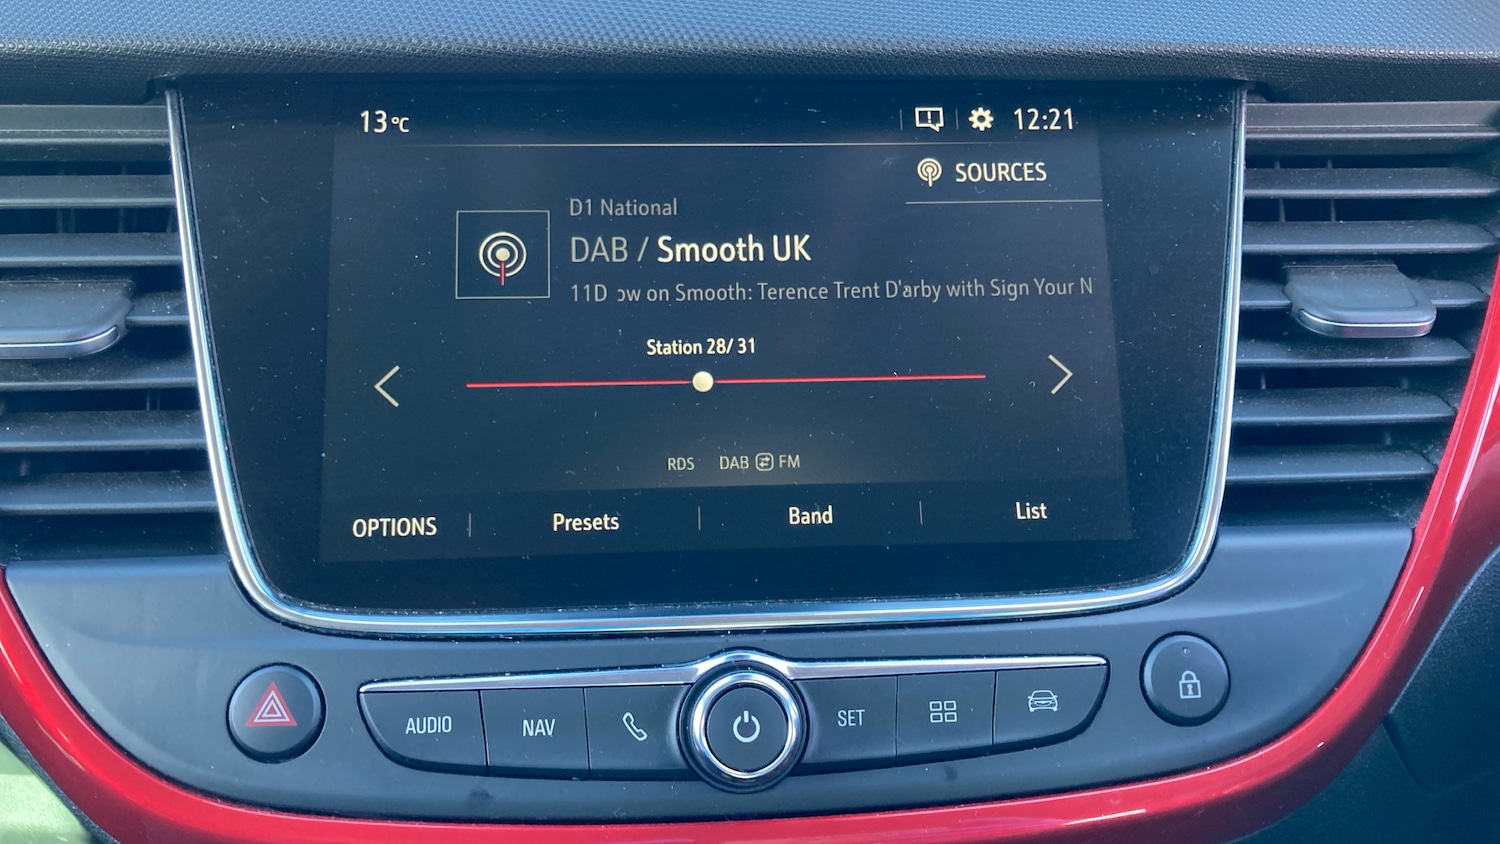 13°C 12:21
SOURCES
D1 National
DAB / Smooth UK
11D ow on Smooth: Terence Trent D'arby with Sign Your N
Station 28/ 31
RDS DAB FM
OPTIONS Presets Band List
AUDIO NAV SET